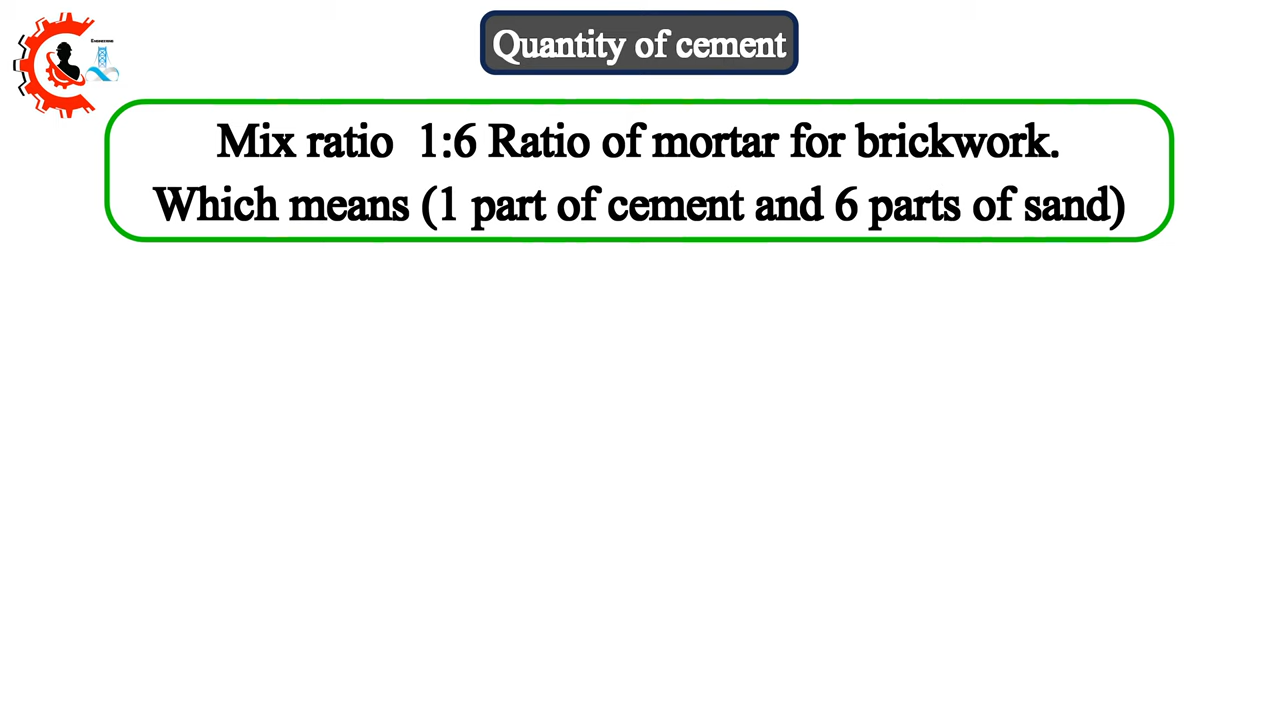 Quantity of cement
ENGINEERING
Mix ratio 1:6 Ratio of mortar for brickwork.
Which means (1 part of cement and 6 parts of sand)